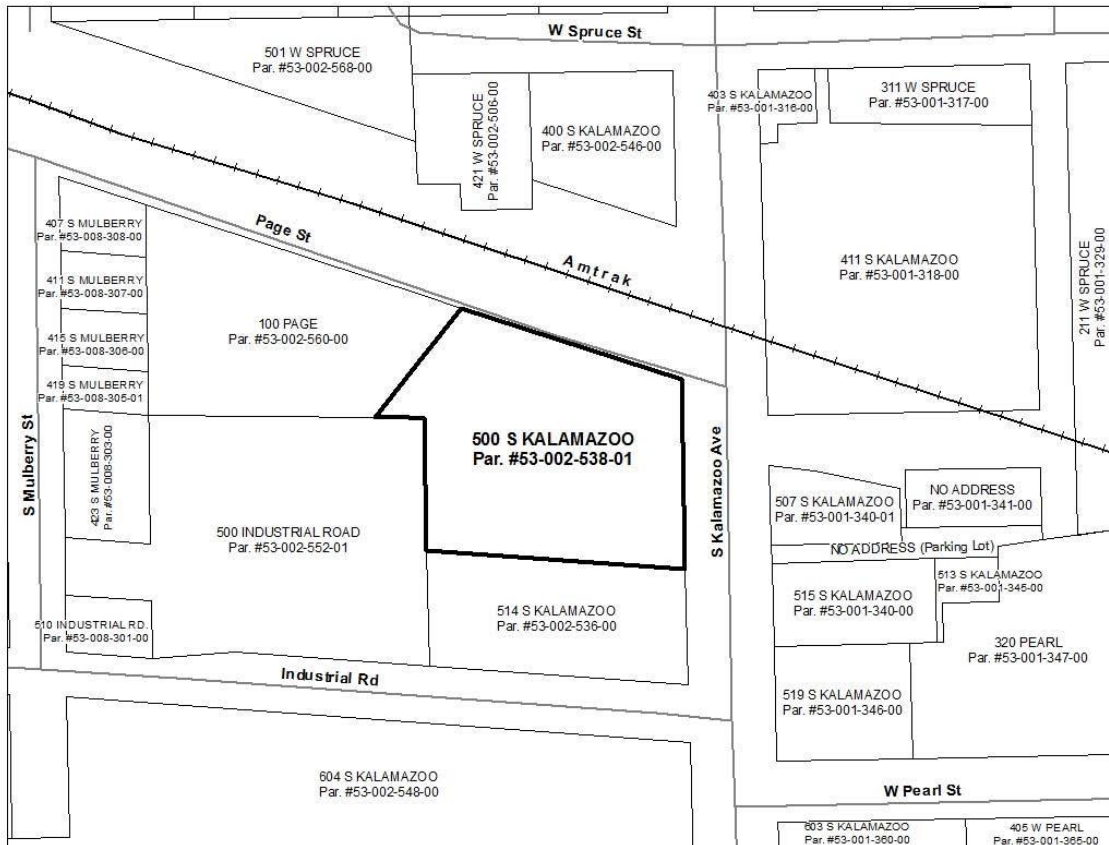 W Spruce St
501 W SPRUCE
Par. #53-002-568-00
421 W SPRUCE
Par. #53-002-506-00
400 S KALAMAZOO
Par. #53-002-546-00
403 S KALAMAZOO
Par. #53-001-316-00
311 W SPRUCE
Par. #53-001-317-00
407 S MULBERRY
Par. #53-008-308-00
Page St
Amtrak
411 S KALAMAZOO
Par. #53-001-318-00
211 W SPRUCE
Par. #53-001-329-00
411 S MULBERRY
Par. #53-008-307-00
100 PAGE
Par. #53-002-560-00
415 S MULBERRY
Par. #53-008-306-00
419 S MULBERRY
Par. #53-008-305-01
S Mulberry St
423 S MULBERRY
Par. #53-008-303-00
500 S KALAMAZOO
Par. #53-002-538-01
S Kalamazoo Ave
507 S KALAMAZOO
Par. #53-001-340-01
NO ADDRESS
Par. #53-001-341-00
500 INDUSTRIAL ROAD
Par. #53-002-552-01
NO ADDRESS (Parking Lot)
513 S KALAMAZOO
Par. #53-001-345-00
515 S KALAMAZOO
Par. #53-001-340-00
514 S KALAMAZOO
Par. #53-002-536-00
510 INDUSTRIAL RD.
Par. #53-008-301-00
320 PEARL
Par. #53-001-347-00
Industrial Rd
519 S KALAMAZOO
Par. #53-001-346-00
604 S KALAMAZOO
Par. #53-002-548-00
W Pearl St
603 S KALAMAZOO
Par. #53-001-360-00
405 W PEARL
Par. #53-001-365-00